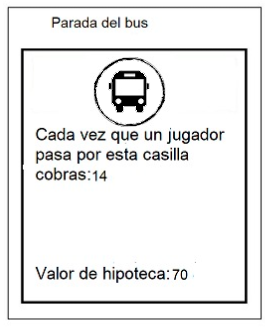 Parada del bus
Cada vez que un jugador
pasa por esta casilla
cobras:14
Valor de hipoteca:70